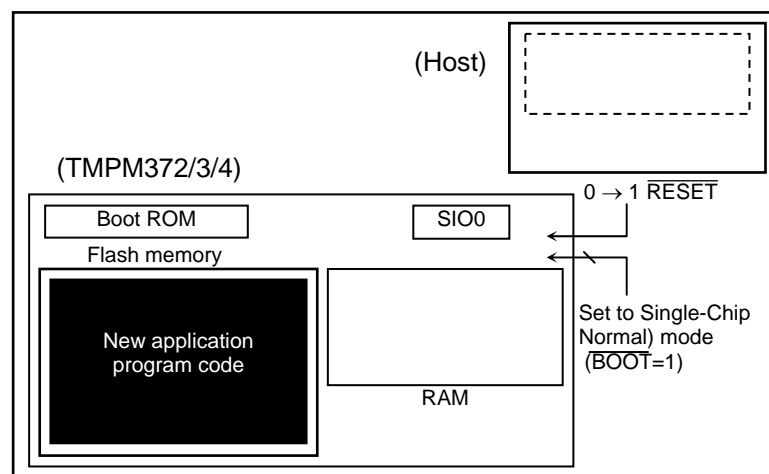 (Host)
(TMPM372/3/4)
0 → 1 RESET
Boot ROM
SIO0
Flash memory
New application
program code
RAM
Set to Single-Chip
Normal) mode
(BOOT=1)